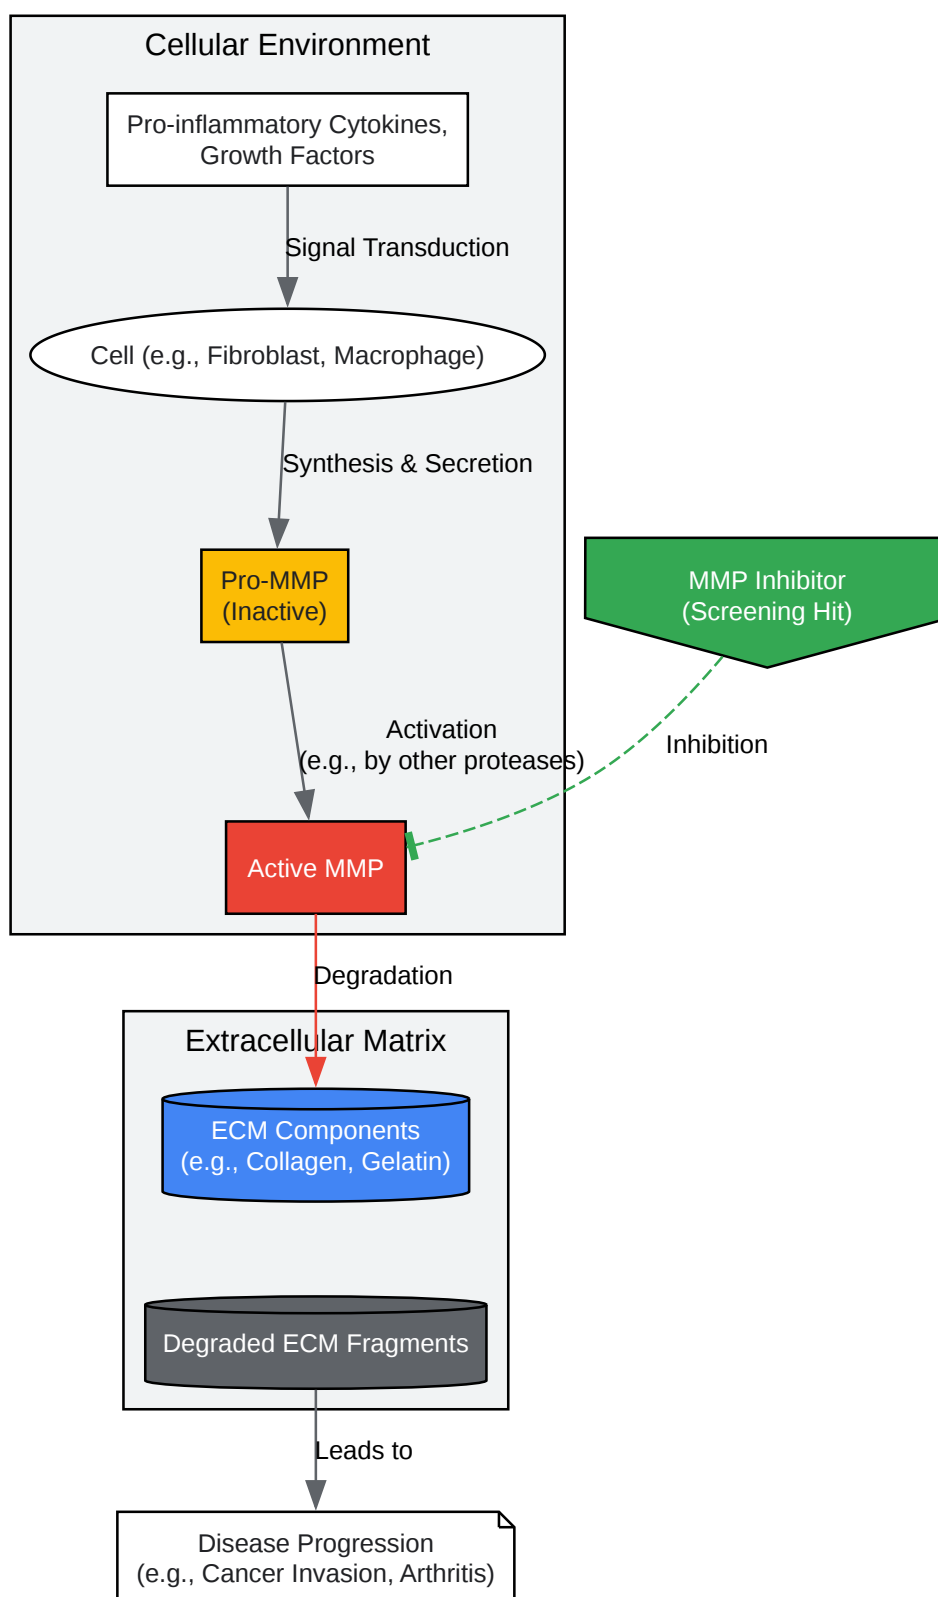 Cellular Environment
Pro-inflammatory Cytokines,
Growth Factors
Signal Transduction
Cell (e.g., Fibroblast, Macrophage)
Synthesis & Secretion
Pro-MMP
(Inactive)
MMP Inhibitor
(Screening Hit)
Activation
(e.g., by other proteases)
Inhibition
Active MMP
Degradation
Extracellular Matrix
ECM Components
(e.g., Collagen, Gelatin)
Degraded ECM Fragments
Leads to
Disease Progression
(e.g., Cancer Invasion, Arthritis)